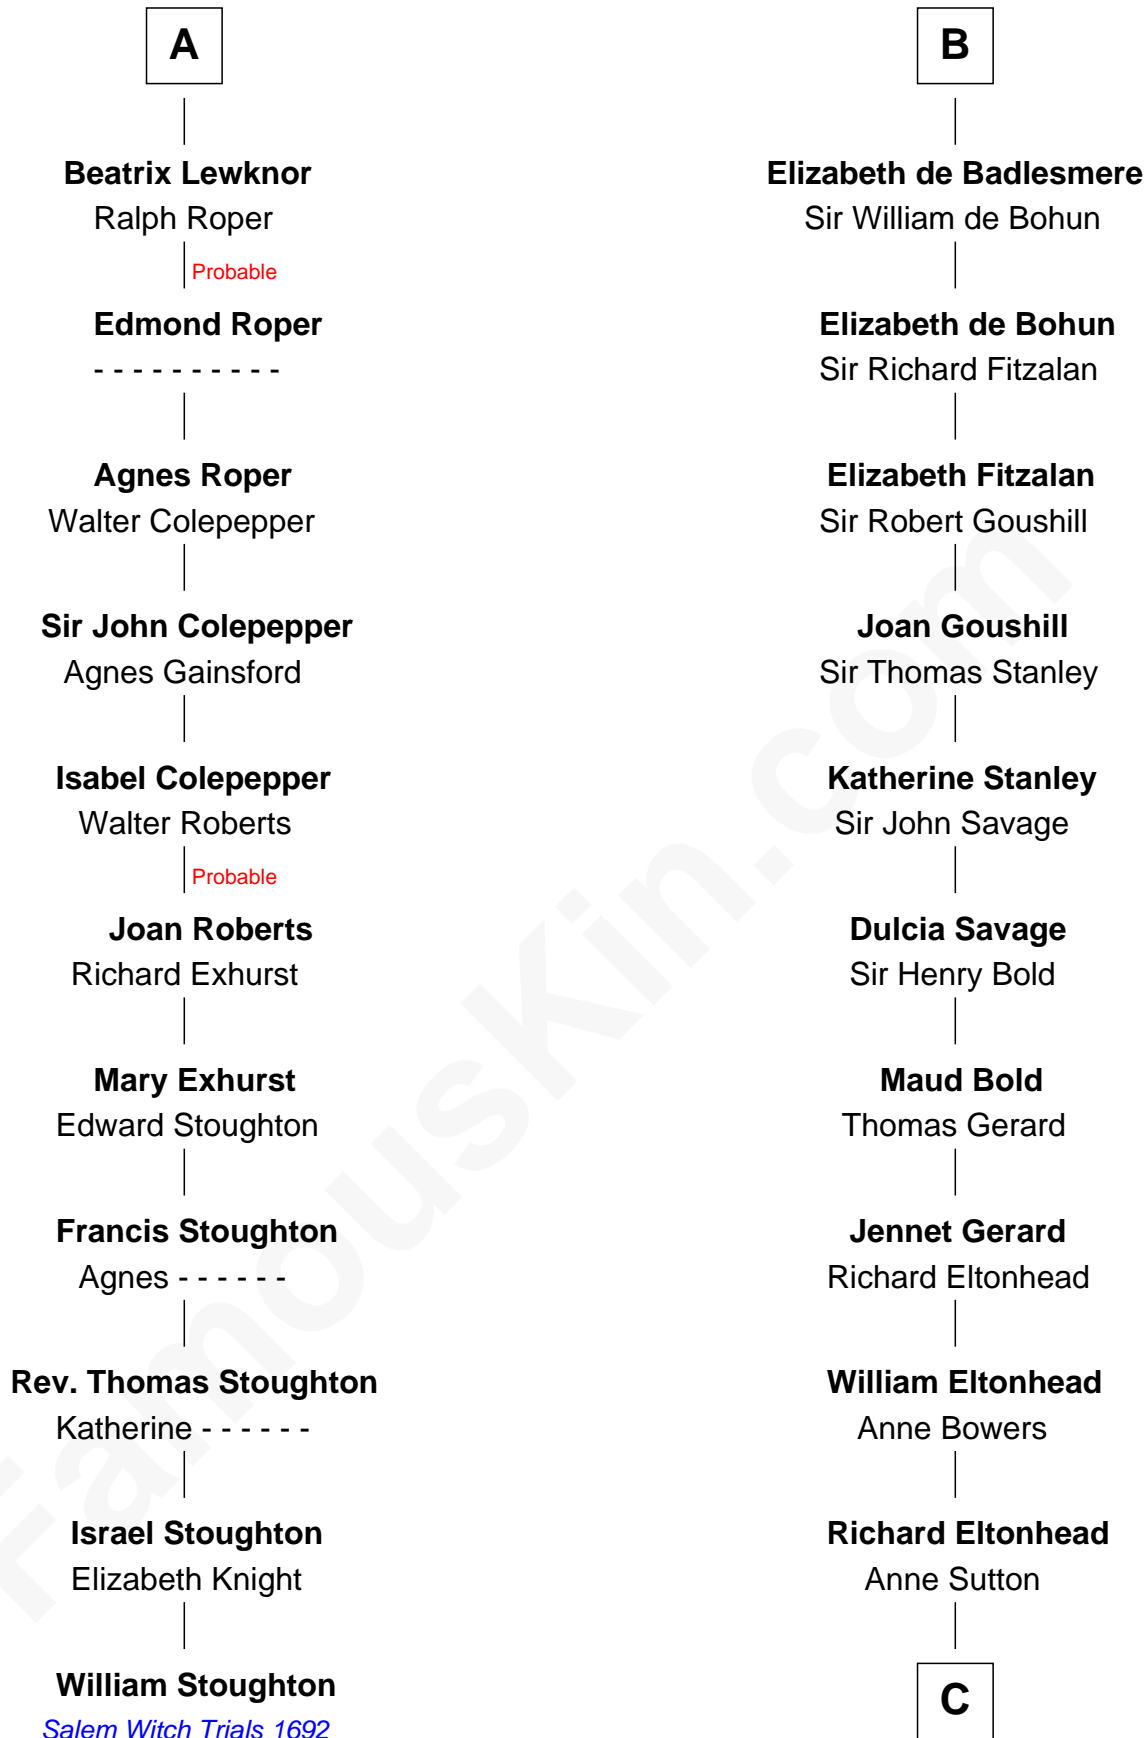 A
Beatrix Lewknor
Ralph Roper
Probable
Edmond Roper
- - - - - - - - - -
Agnes Roper
Walter Colepepper
Sir John Colepepper
Agnes Gainsford
Isabel Colepepper
Walter Roberts
Probable
Joan Roberts
Richard Exhurst
Mary Exhurst
Edward Stoughton
Francis Stoughton
Agnes - - - - - -
Rev. Thomas Stoughton
Katherine - - - - - -
Israel Stoughton
Elizabeth Knight
William Stoughton
Salem Witch Trials 1692
B
Elizabeth de Badlesmere
Sir William de Bohun
Elizabeth de Bohun
Sir Richard Fitzalan
Elizabeth Fitzalan
Sir Robert Goushill
Joan Goushill
Sir Thomas Stanley
Katherine Stanley
Sir John Savage
Dulcia Savage
Sir Henry Bold
Maud Bold
Thomas Gerard
Jennet Gerard
Richard Eltonhead
William Eltonhead
Anne Bowers
Richard Eltonhead
Anne Sutton
C
FamousKin.com